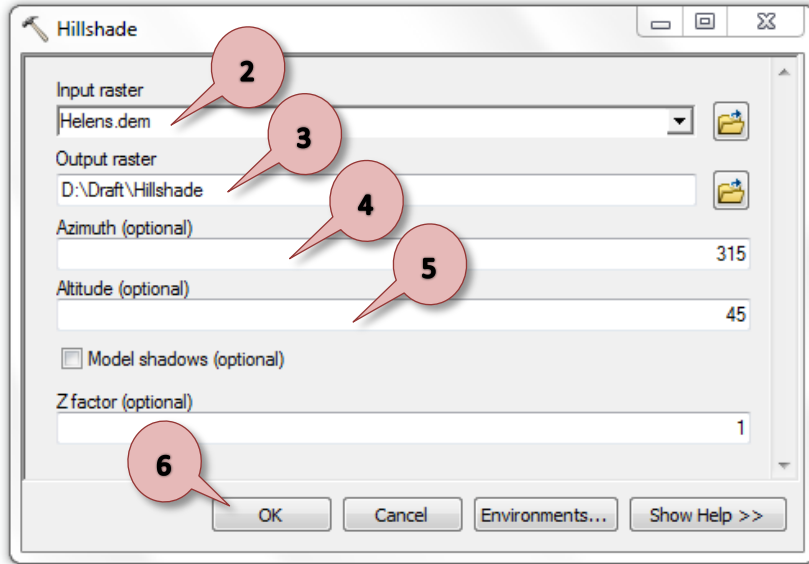 Hillshade
2
Input raster
Helens.dem
3
Output raster
D:\Draft\Hillshade
4
Azimuth (optional)
315
5
Altitude (optional)
45
Model shadows (optional)
Z factor (optional)
1
6
OK Cancel Environments... Show Help >>